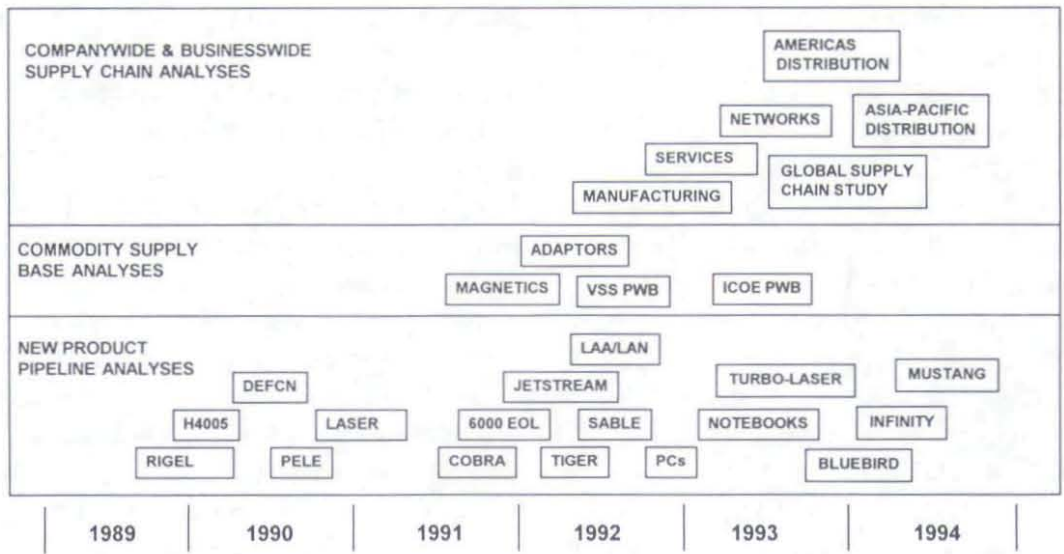 COMPANYWIDE & BUSINESSWIDE
SUPPLY CHAIN ANALYSES
AMERICAS
DISTRIBUTION
NETWORKS
ASIA-PACIFIC
DISTRIBUTION
SERVICES
GLOBAL SUPPLY
CHAIN STUDY
MANUFACTURING
COMMODITY SUPPLY
BASE ANALYSES
ADAPTORS
MAGNETICS
VSS PWB
ICOE PWB
NEW PRODUCT
PIPELINE ANALYSES
LAA/LAN
DEFCN
JETSTREAM
TURBO-LASER
MUSTANG
H4005
LASER
6000 EOL
SABLE
NOTEBOOKS
INFINITY
RIGEL
PELE
COBRA
TIGER
PCs
BLUEBIRD
1989
1990
1991
1992
1993
1994